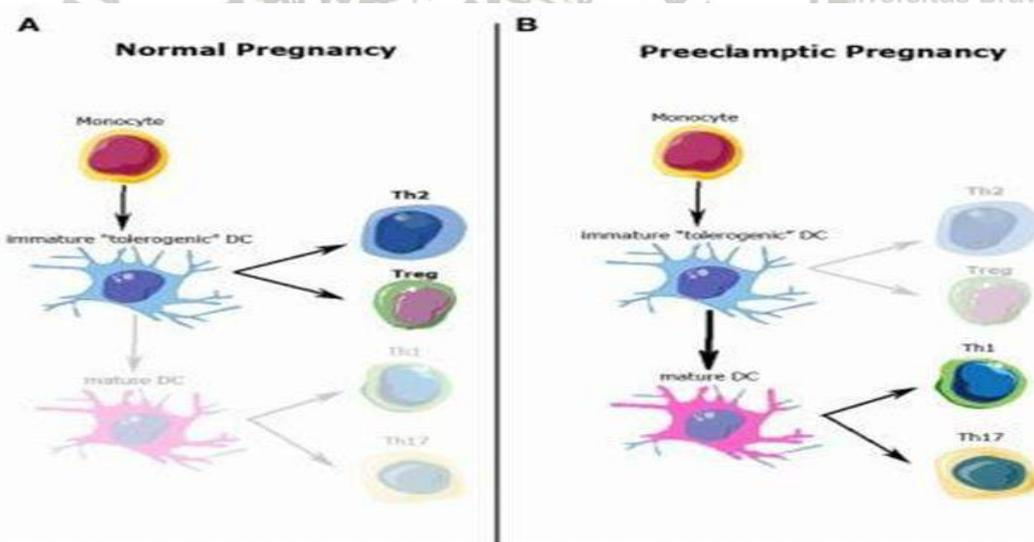 A
Normal Pregnancy
Monocyte
immature "tolerogenic" DC
Th2
Treg
mature DC
Th1
Th17
B
Preeclamptic Pregnancy
Monocyte
immature "tolerogenic" DC
Th2
Treg
mature DC
Th1
Th17